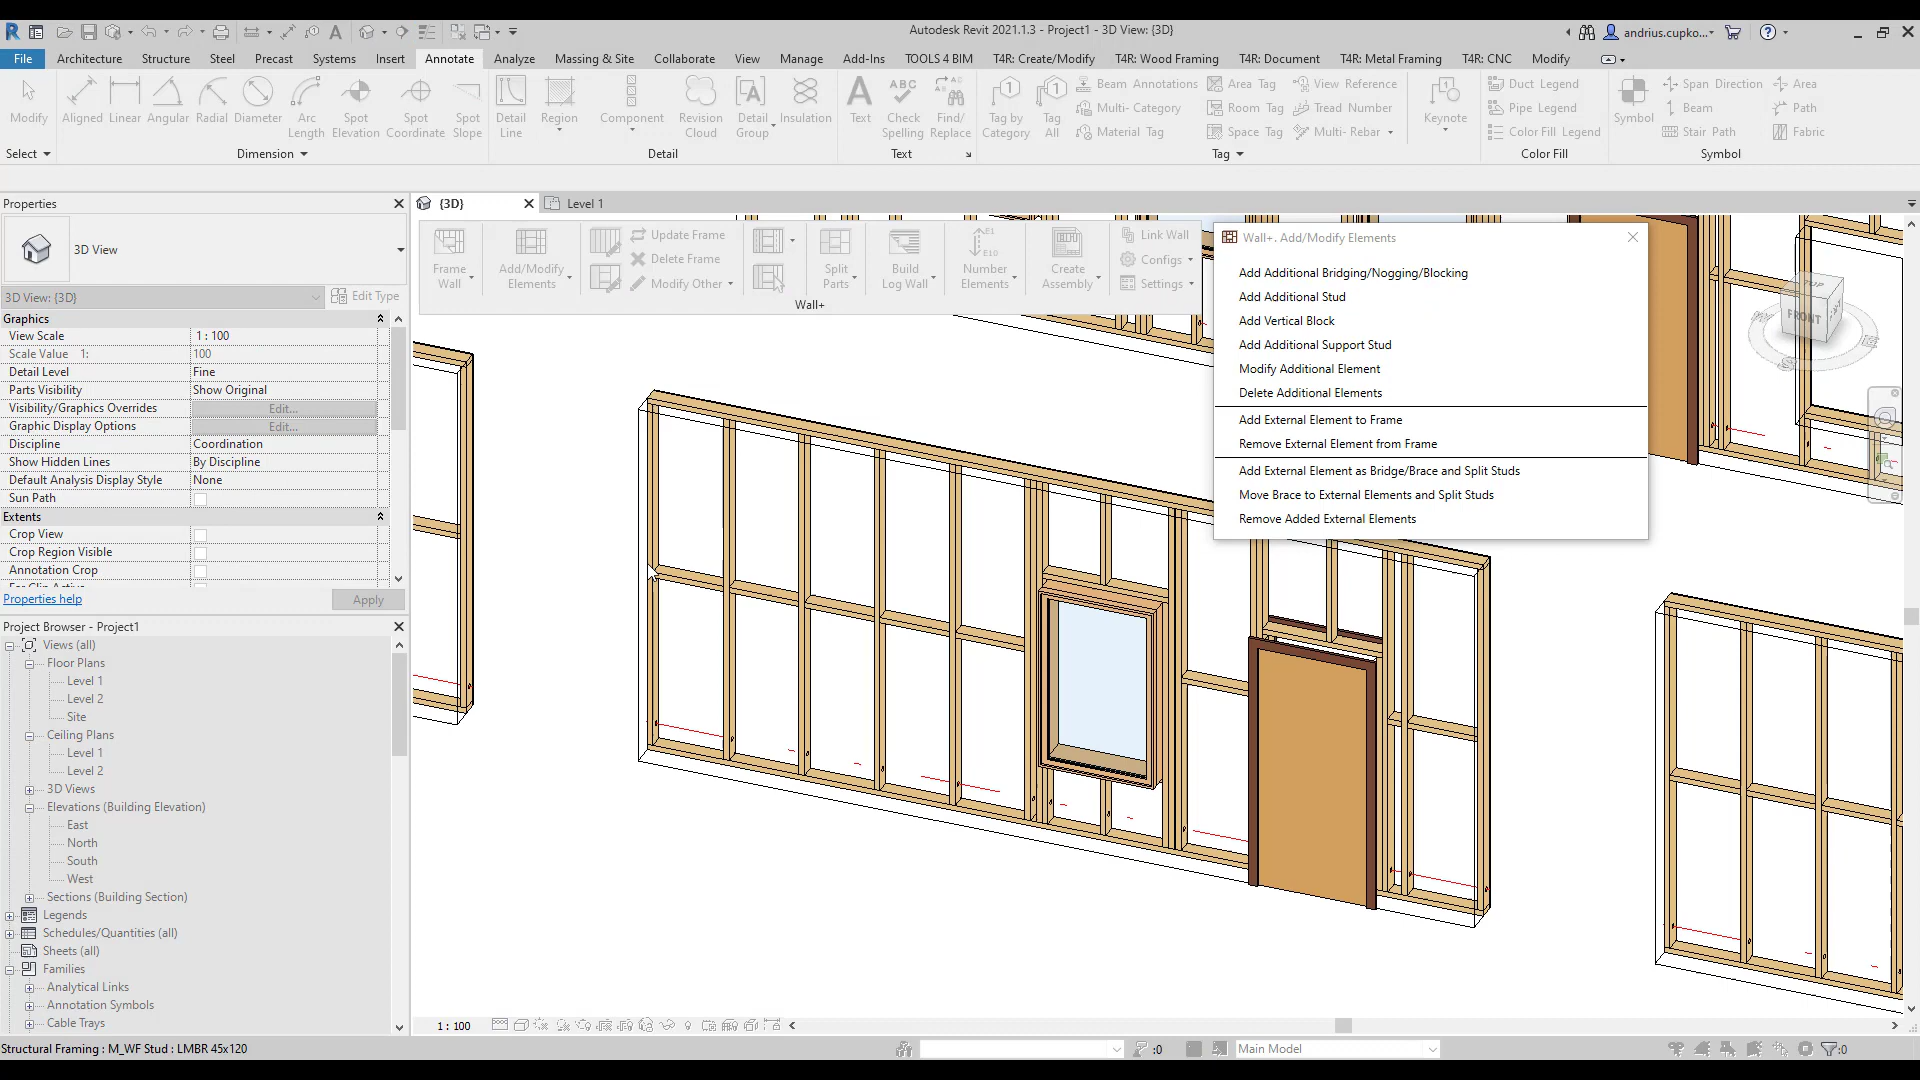 Autodesk Revit 2021.1.3 - Project1 - 3D View: {3D}
andrius.cupko...
File Architecture Structure Steel Precast Systems Insert Annotate Analyze Massing & Site Collaborate View Manage Add-Ins TOOLS 4 BIM T4R: Create/Modify T4R: Wood Framing T4R: Document T4R: Metal Framing T4R: CNC Modify
Modify
Aligned Linear Angular Radial Diameter Arc Length Spot Elevation Spot Coordinate Spot Slope
Detail Line Region Component Revision Cloud Detail Group Insulation
Text Check Spelling Find/ Replace
Tag by Category Tag All
Beam Annotations Area Tag View Reference
Multi- Category Room Tag Tread Number
Material Tag Space Tag Multi- Rebar
Keynote
Duct Legend
Pipe Legend
Color Fill Legend
Symbol
Span Direction Area
Beam Path
Stair Path Fabric
Select Dimension Detail Text Tag Color Fill Symbol
Properties
3D View
3D View: {3D} Edit Type
Graphics
View Scale 1 : 100
Scale Value 1: 100
Detail Level Fine
Parts Visibility Show Original
Visibility/Graphics Overrides Edit...
Graphic Display Options Edit...
Discipline Coordination
Show Hidden Lines By Discipline
Default Analysis Display Style None
Sun Path
Extents
Crop View
Crop Region Visible
Annotation Crop
Properties help Apply
Project Browser - Project1
Views (all)
Floor Plans
Level 1
Level 2
Site
Ceiling Plans
Level 1
Level 2
3D Views
Elevations (Building Elevation)
East
North
South
West
Sections (Building Section)
Legends
Schedules/Quantities (all)
Sheets (all)
Families
Analytical Links
Annotation Symbols
Cable Trays
{3D} Level 1
Frame Wall
Add/Modify Elements
Update Frame
Delete Frame
Modify Other
Split Parts
Build Log Wall
E1
E10
Number Elements
Create Assembly
Link Wall
Configs
Settings
Wall+
Wall+. Add/Modify Elements
Add Additional Bridging/Nogging/Blocking
Add Additional Stud
Add Vertical Block
Add Additional Support Stud
Modify Additional Element
Delete Additional Elements
Add External Element to Frame
Remove External Element from Frame
Add External Element as Bridge/Brace and Split Studs
Move Brace to External Elements and Split Studs
Remove Added External Elements
TOP
FRONT
S
E
1 : 100
Structural Framing : M_WF Stud : LMBR 45x120
:0
Main Model
:0